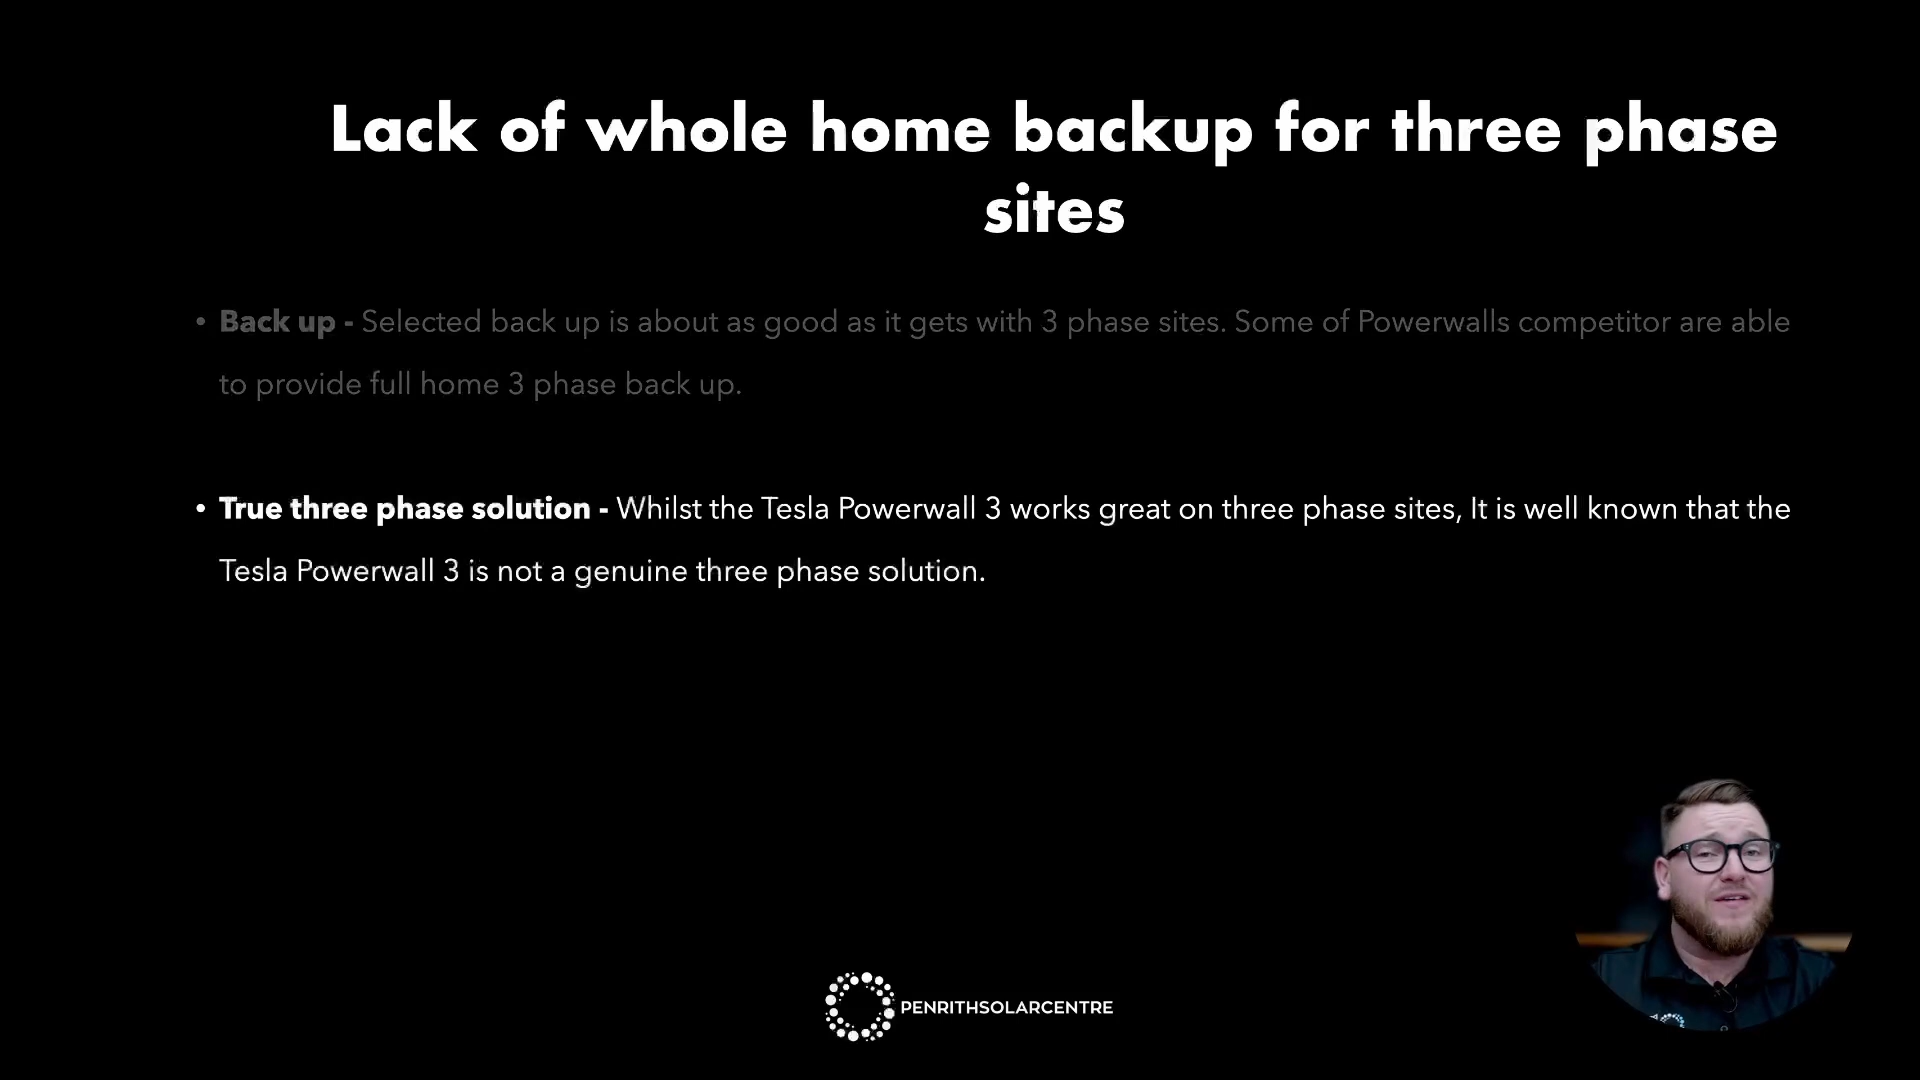 Lack of whole home backup for three phase
sites
• Back up - Selected back up is about as good as it gets with 3 phase sites. Some of Powerwalls competitor are able
to provide full home 3 phase back up.
• True three phase solution - Whilst the Tesla Powerwall 3 works great on three phase sites, It is well known that the
Tesla Powerwall 3 is not a genuine three phase solution.
PENRITHSOLARCENTRE